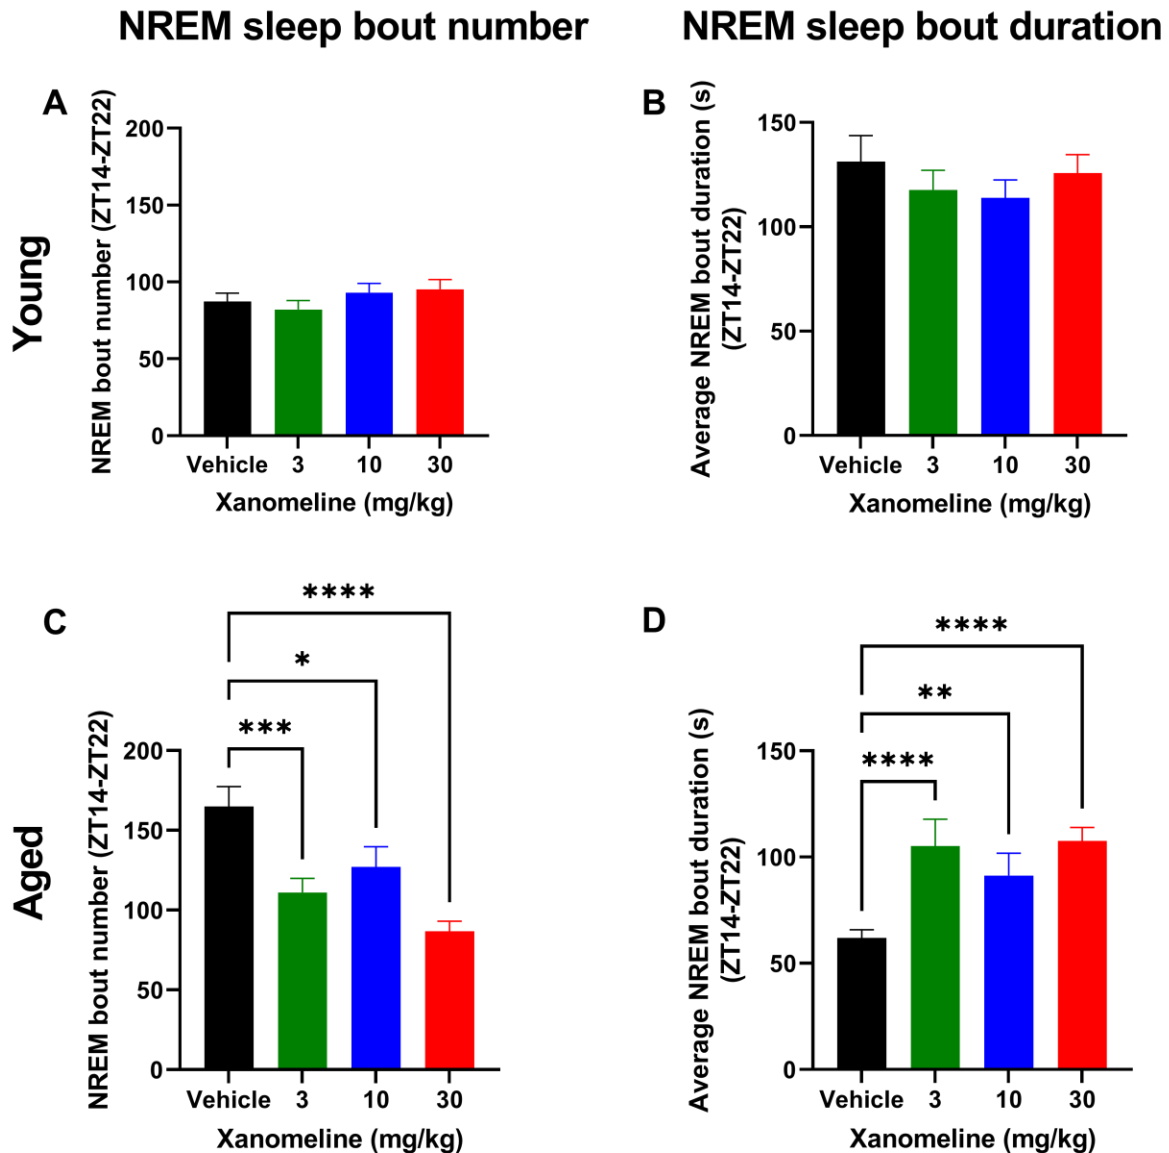 NREM sleep bout number
NREM sleep bout duration
Young
A
NREM bout number (ZT14-ZT22)
200
150
100
50
0
Vehicle 3 10 30
Xanomeline (mg/kg)
B
Average NREM bout duration (s)
(ZT14-ZT22)
150
100
50
0
Vehicle 3 10 30
Xanomeline (mg/kg)
Aged
C
****
*
***
NREM bout number (ZT14-ZT22)
200
150
100
50
0
Vehicle 3 10 30
Xanomeline (mg/kg)
D
****
**
****
Average NREM bout duration (s)
(ZT14-ZT22)
150
100
50
0
Vehicle 3 10 30
Xanomeline (mg/kg)